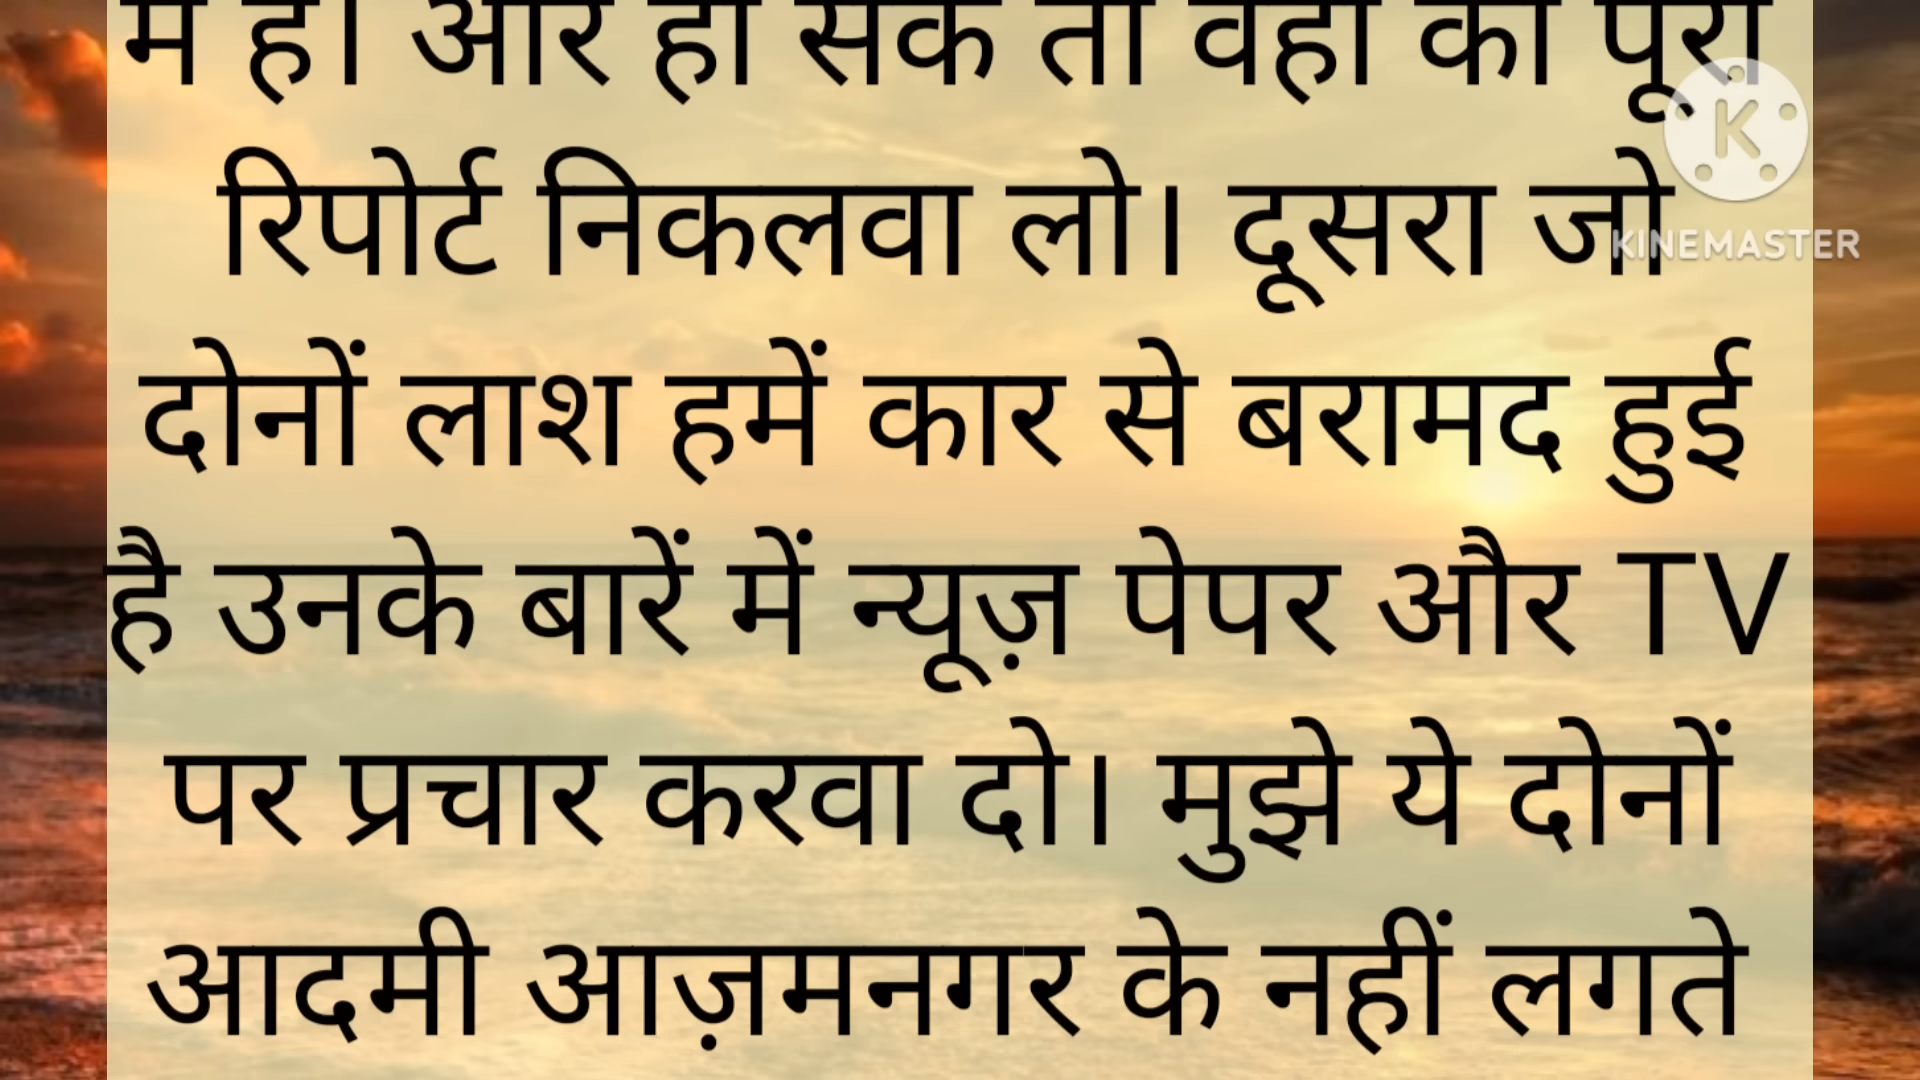 में है। और हो सके तो वहाँ की पूरी
रिपोर्ट निकलवा लो। दूसरा जो
दोनों लाश हमें कार से बरामद हुई
है उनके बारें में न्यूज़ पेपर और TV
पर प्रचार करवा दो। मुझे ये दोनों
आदमी आज़मनगर के नहीं लगते
K
KINEMASTER